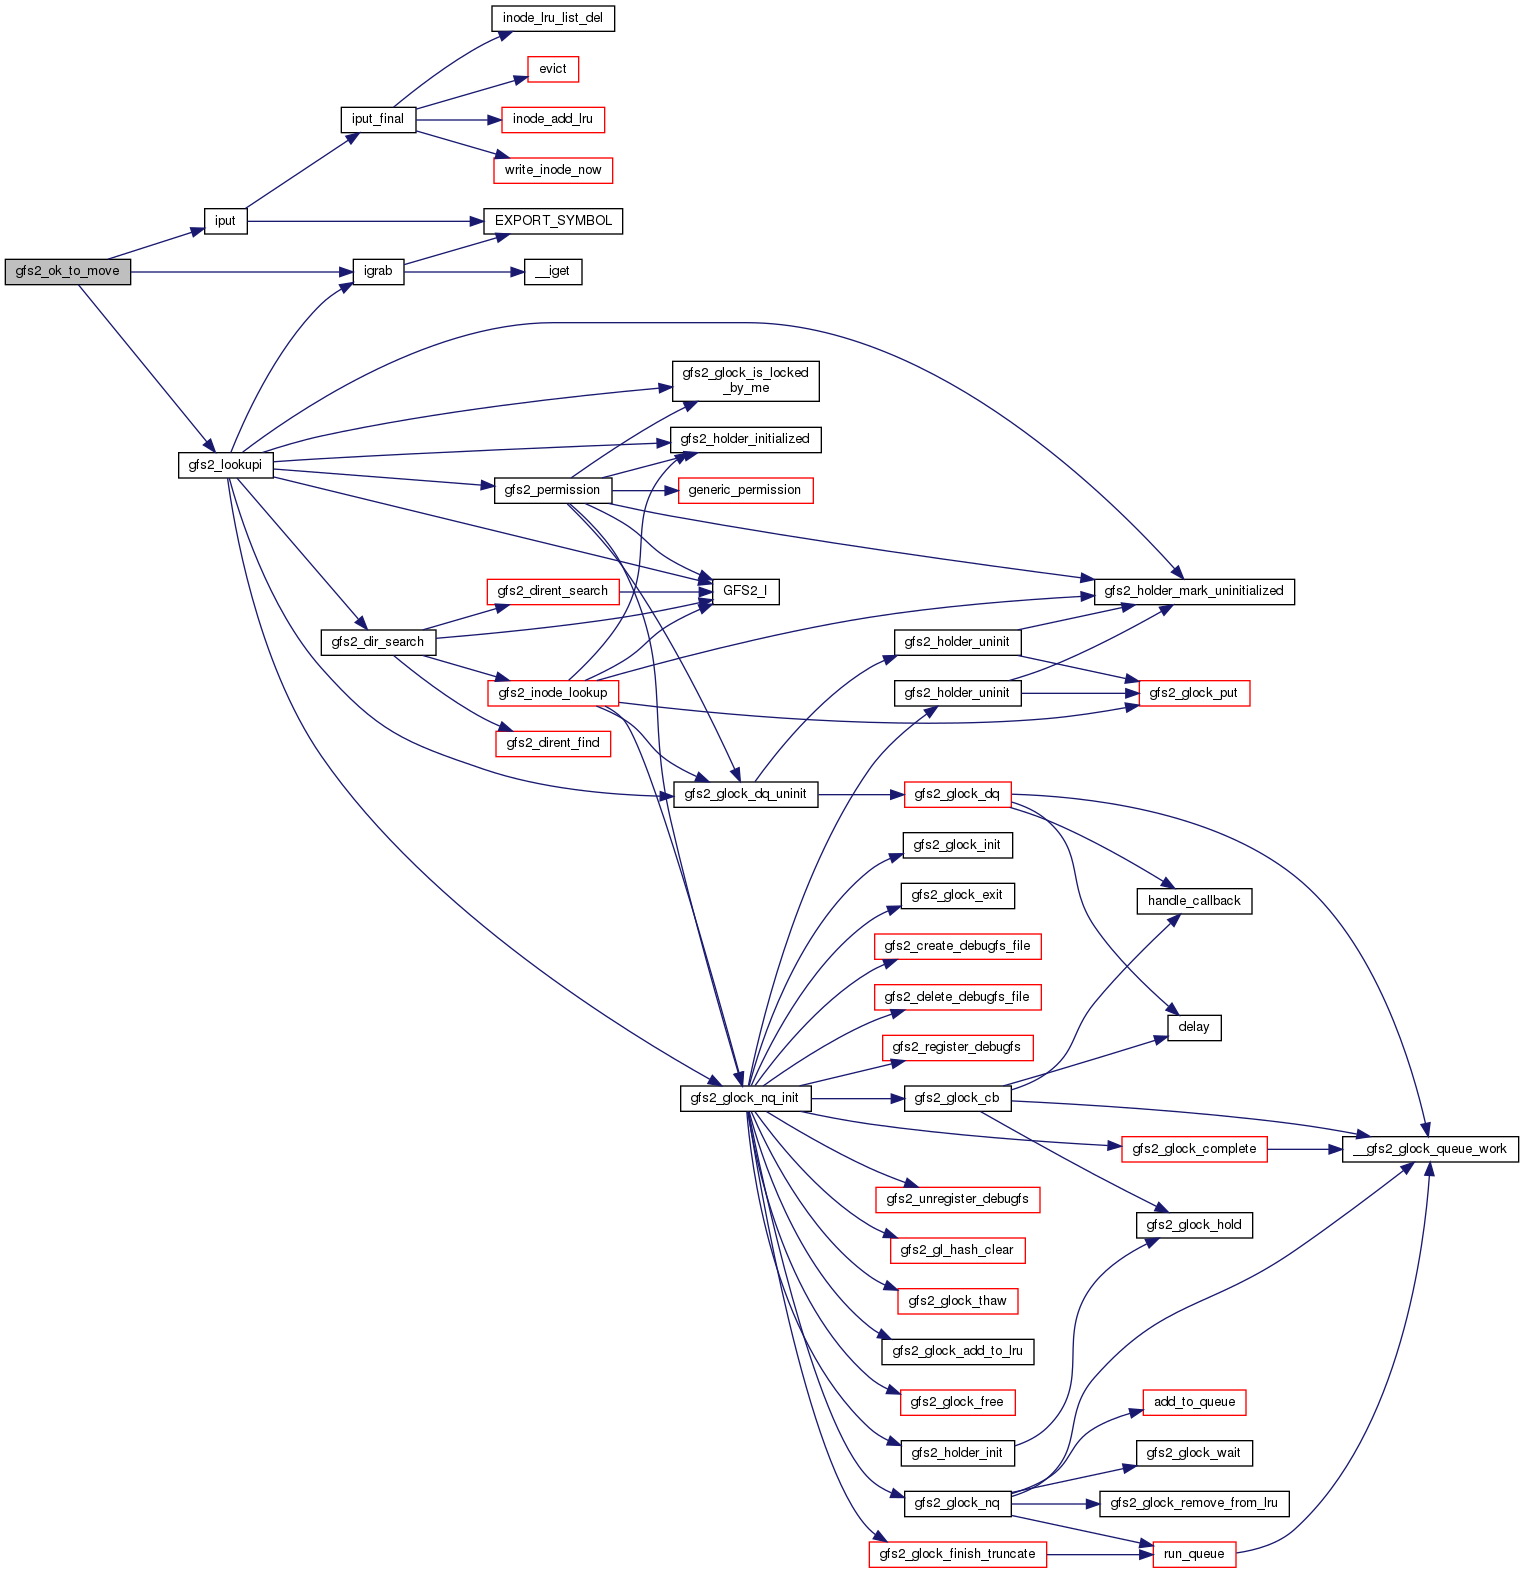 inode_lru_list_del
evict
iput_final
inode_add_lru
write_inode_now
iput
EXPORT_SYMBOL
gfs2_ok_to_move
igrab
__iget
gfs2_glock_is_locked
_by_me
gfs2_holder_initialized
gfs2_lookupi
gfs2_permission
generic_permission
gfs2_dirent_search
GFS2_I
gfs2_holder_mark_uninitialized
gfs2_dir_search
gfs2_holder_uninit
gfs2_inode_lookup
gfs2_holder_uninit
gfs2_glock_put
gfs2_dirent_find
gfs2_glock_dq_uninit
gfs2_glock_dq
gfs2_glock_init
gfs2_glock_exit
handle_callback
gfs2_create_debugfs_file
gfs2_delete_debugfs_file
delay
gfs2_register_debugfs
gfs2_glock_nq_init
gfs2_glock_cb
gfs2_glock_complete
__gfs2_glock_queue_work
gfs2_unregister_debugfs
gfs2_glock_hold
gfs2_gl_hash_clear
gfs2_glock_thaw
gfs2_glock_add_to_lru
gfs2_glock_free
add_to_queue
gfs2_holder_init
gfs2_glock_wait
gfs2_glock_nq
gfs2_glock_remove_from_lru
gfs2_glock_finish_truncate
run_queue